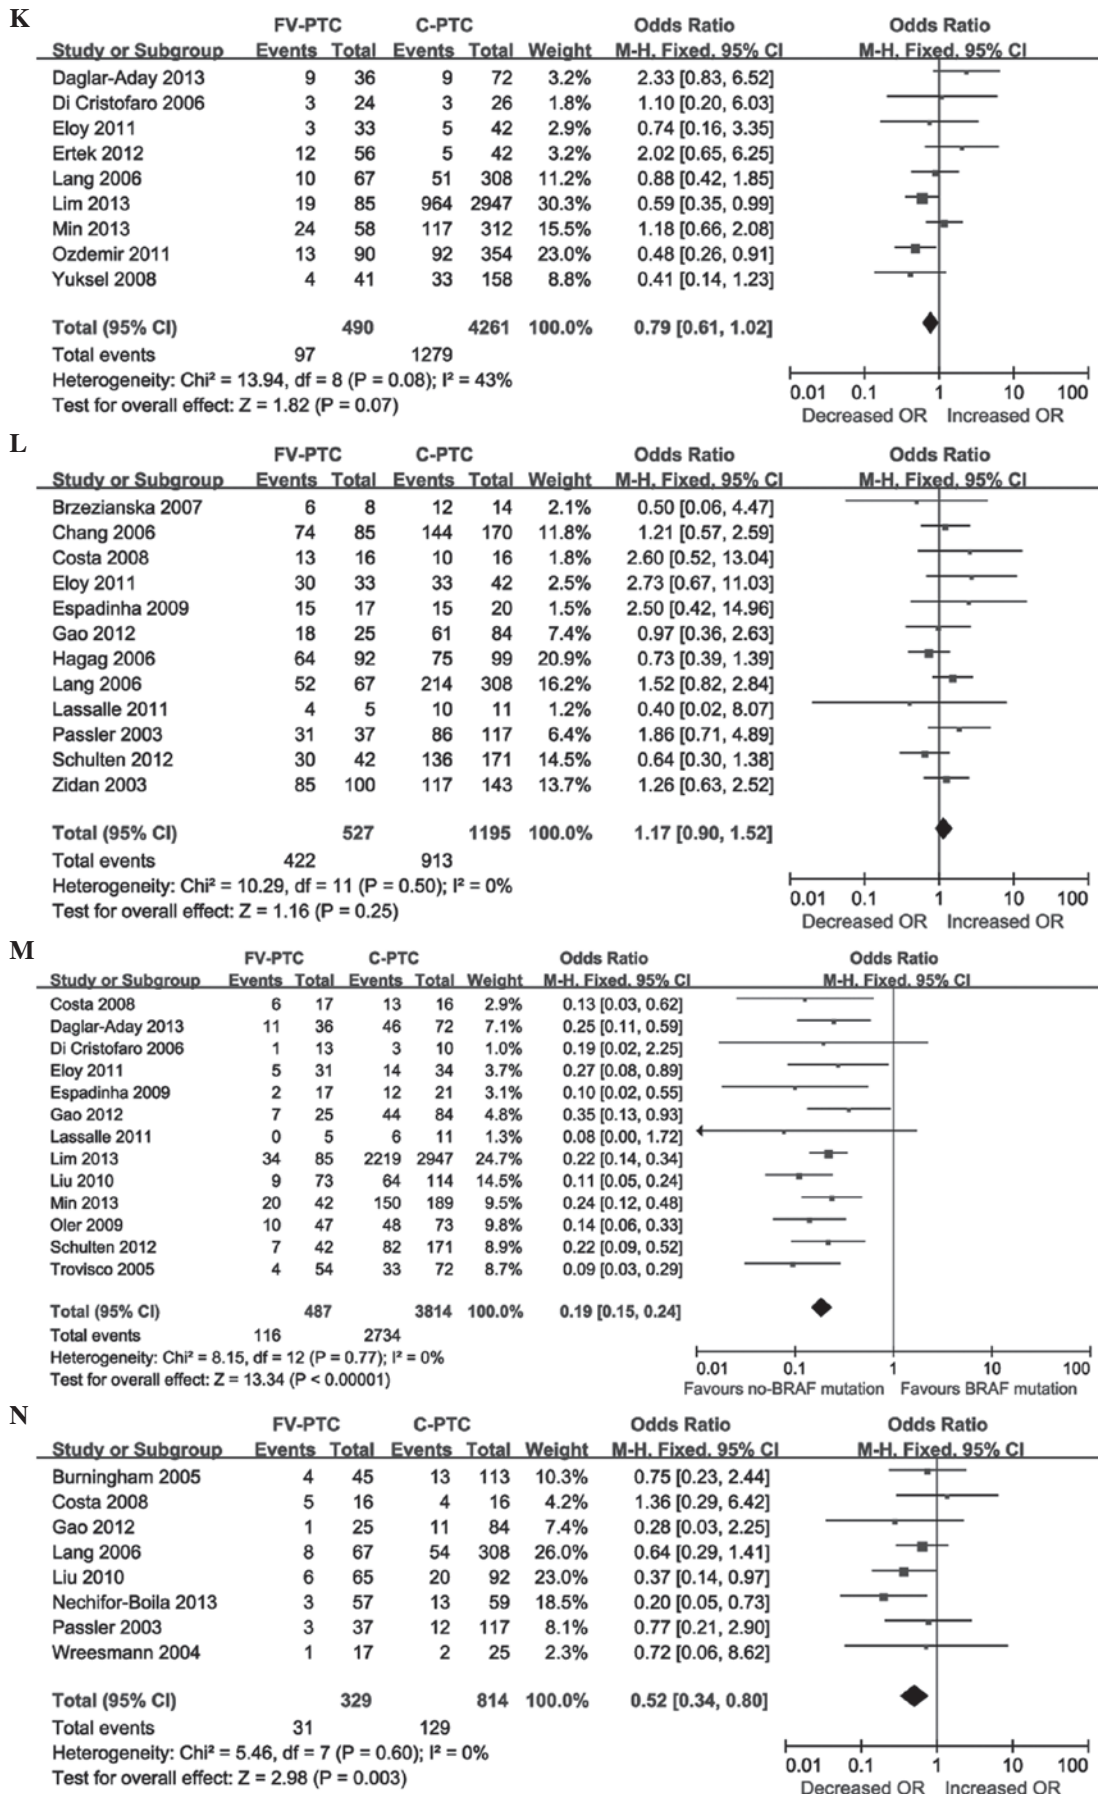 K
FV-PTC C-PTC Odds Ratio Odds Ratio
Study or Subgroup Events Total Events Total Weight M-H, Fixed, 95% CI M-H, Fixed, 95% CI
Daglar-Aday 2013 9 36 9 72 3.2% 2.33 [0.83, 6.52]
Di Cristofaro 2006 3 24 3 26 1.8% 1.10 [0.20, 6.03]
Eloy 2011 3 33 5 42 2.9% 0.74 [0.16, 3.35]
Ertek 2012 12 56 5 42 3.2% 2.02 [0.65, 6.25]
Lang 2006 10 67 51 308 11.2% 0.88 [0.42, 1.85]
Lim 2013 19 85 964 2947 30.3% 0.59 [0.35, 0.99]
Min 2013 24 58 117 312 15.5% 1.18 [0.66, 2.08]
Ozdemir 2011 13 90 92 354 23.0% 0.48 [0.26, 0.91]
Yuksel 2008 4 41 33 158 8.8% 0.41 [0.14, 1.23]
Total (95% CI) 490 4261 100.0% 0.79 [0.61, 1.02]
Total events 97 1279
Heterogeneity: Chi² = 13.94, df = 8 (P = 0.08); I² = 43%
Test for overall effect: Z = 1.82 (P = 0.07)
0.01 0.1 1 10 100
Decreased OR Increased OR
L
FV-PTC C-PTC Odds Ratio Odds Ratio
Study or Subgroup Events Total Events Total Weight M-H, Fixed, 95% CI M-H, Fixed, 95% CI
Brzezianska 2007 6 8 12 14 2.1% 0.50 [0.06, 4.47]
Chang 2006 74 85 144 170 11.8% 1.21 [0.57, 2.59]
Costa 2008 13 16 10 16 1.8% 2.60 [0.52, 13.04]
Eloy 2011 30 33 33 42 2.5% 2.73 [0.67, 11.03]
Espadinha 2009 15 17 15 20 1.5% 2.50 [0.42, 14.96]
Gao 2012 18 25 61 84 7.4% 0.97 [0.36, 2.63]
Hagag 2006 64 92 75 99 20.9% 0.73 [0.39, 1.39]
Lang 2006 52 67 214 308 16.2% 1.52 [0.82, 2.84]
Lassalle 2011 4 5 10 11 1.2% 0.40 [0.02, 8.07]
Passler 2003 31 37 86 117 6.4% 1.86 [0.71, 4.89]
Schulten 2012 30 42 136 171 14.5% 0.64 [0.30, 1.38]
Zidan 2003 85 100 117 143 13.7% 1.26 [0.63, 2.52]
Total (95% CI) 527 1195 100.0% 1.17 [0.90, 1.52]
Total events 422 913
Heterogeneity: Chi² = 10.29, df = 11 (P = 0.50); I² = 0%
Test for overall effect: Z = 1.16 (P = 0.25)
0.01 0.1 1 10 100
Decreased OR Increased OR
M
FV-PTC C-PTC Odds Ratio Odds Ratio
Study or Subgroup Events Total Events Total Weight M-H, Fixed, 95% CI M-H, Fixed, 95% CI
Costa 2008 6 17 13 16 2.9% 0.13 [0.03, 0.62]
Daglar-Aday 2013 11 36 46 72 7.1% 0.25 [0.11, 0.59]
Di Cristofaro 2006 1 13 3 10 1.0% 0.19 [0.02, 2.25]
Eloy 2011 5 31 14 34 3.7% 0.27 [0.08, 0.89]
Espadinha 2009 2 17 12 21 3.1% 0.10 [0.02, 0.55]
Gao 2012 7 25 44 84 4.8% 0.35 [0.13, 0.93]
Lassalle 2011 0 5 6 11 1.3% 0.08 [0.00, 1.72]
Lim 2013 34 85 2219 2947 24.7% 0.22 [0.14, 0.34]
Liu 2010 9 73 64 114 14.5% 0.11 [0.05, 0.24]
Min 2013 20 42 150 189 9.5% 0.24 [0.12, 0.48]
Oler 2009 10 47 48 73 9.8% 0.14 [0.06, 0.33]
Schulten 2012 7 42 82 171 8.9% 0.22 [0.09, 0.52]
Trovisco 2005 4 54 33 72 8.7% 0.09 [0.03, 0.29]
Total (95% CI) 487 3814 100.0% 0.19 [0.15, 0.24]
Total events 116 2734
Heterogeneity: Chi² = 8.15, df = 12 (P = 0.77); I² = 0%
Test for overall effect: Z = 13.34 (P < 0.00001)
0.01 0.1 1 10 100
Favours no-BRAF mutation Favours BRAF mutation
N
FV-PTC C-PTC Odds Ratio Odds Ratio
Study or Subgroup Events Total Events Total Weight M-H, Fixed, 95% CI M-H, Fixed, 95% CI
Burningham 2005 4 45 13 113 10.3% 0.75 [0.23, 2.44]
Costa 2008 5 16 4 16 4.2% 1.36 [0.29, 6.42]
Gao 2012 1 25 11 84 7.4% 0.28 [0.03, 2.25]
Lang 2006 8 67 54 308 26.0% 0.64 [0.29, 1.41]
Liu 2010 6 65 20 92 23.0% 0.37 [0.14, 0.97]
Nechifor-Boila 2013 3 57 13 59 18.5% 0.20 [0.05, 0.73]
Passler 2003 3 37 12 117 8.1% 0.77 [0.21, 2.90]
Wreesmann 2004 1 17 2 25 2.3% 0.72 [0.06, 8.62]
Total (95% CI) 329 814 100.0% 0.52 [0.34, 0.80]
Total events 31 129
Heterogeneity: Chi² = 5.46, df = 7 (P = 0.60); I² = 0%
Test for overall effect: Z = 2.98 (P = 0.003)
0.01 0.1 1 10 100
Decreased OR Increased OR